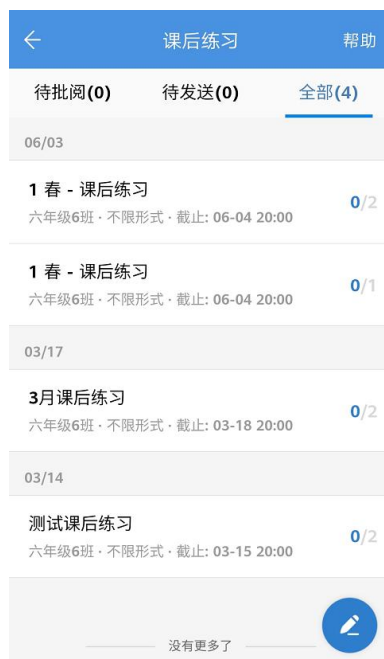 课后练习 帮助
待批阅(0) 待发送(0) 全部(4)
06/03
1 春 - 课后练习
0/2
六年级6班 · 不限形式 · 截止: 06-04 20:00
1 春 - 课后练习
0/1
六年级6班 · 不限形式 · 截止: 06-04 20:00
03/17
3月课后练习
0/2
六年级6班 · 不限形式 · 截止: 03-18 20:00
03/14
测试课后练习
0/2
六年级6班 · 不限形式 · 截止: 03-15 20:00
没有更多了